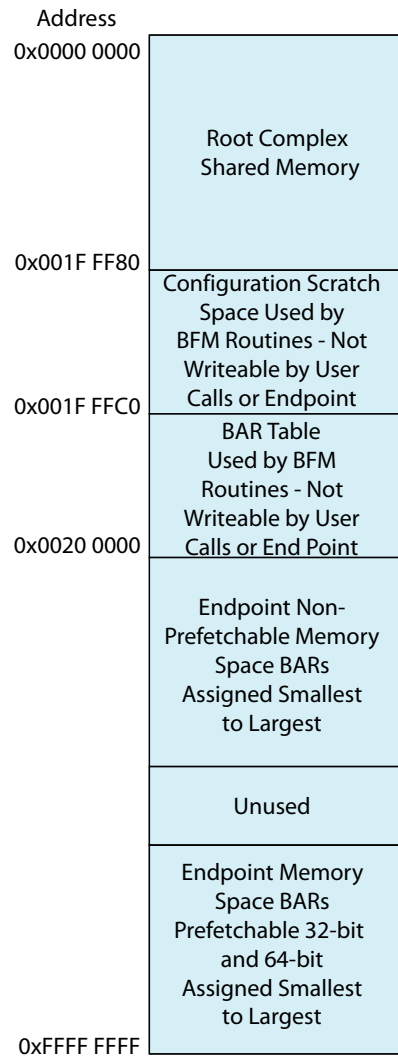 Address
0x0000 0000
Root Complex
Shared Memory
0x001F FF80
Configuration Scratch
Space Used by
BFM Routines - Not
Writeable by User
Calls or Endpoint
0x001F FFC0
BAR Table
Used by BFM
Routines - Not
Writeable by User
Calls or End Point
0x0020 0000
Endpoint Non-
Prefetchable Memory
Space BARs
Assigned Smallest
to Largest
Unused
Endpoint Memory
Space BARs
Prefetchable 32-bit
and 64-bit
Assigned Smallest
to Largest
0xFFFF FFFF